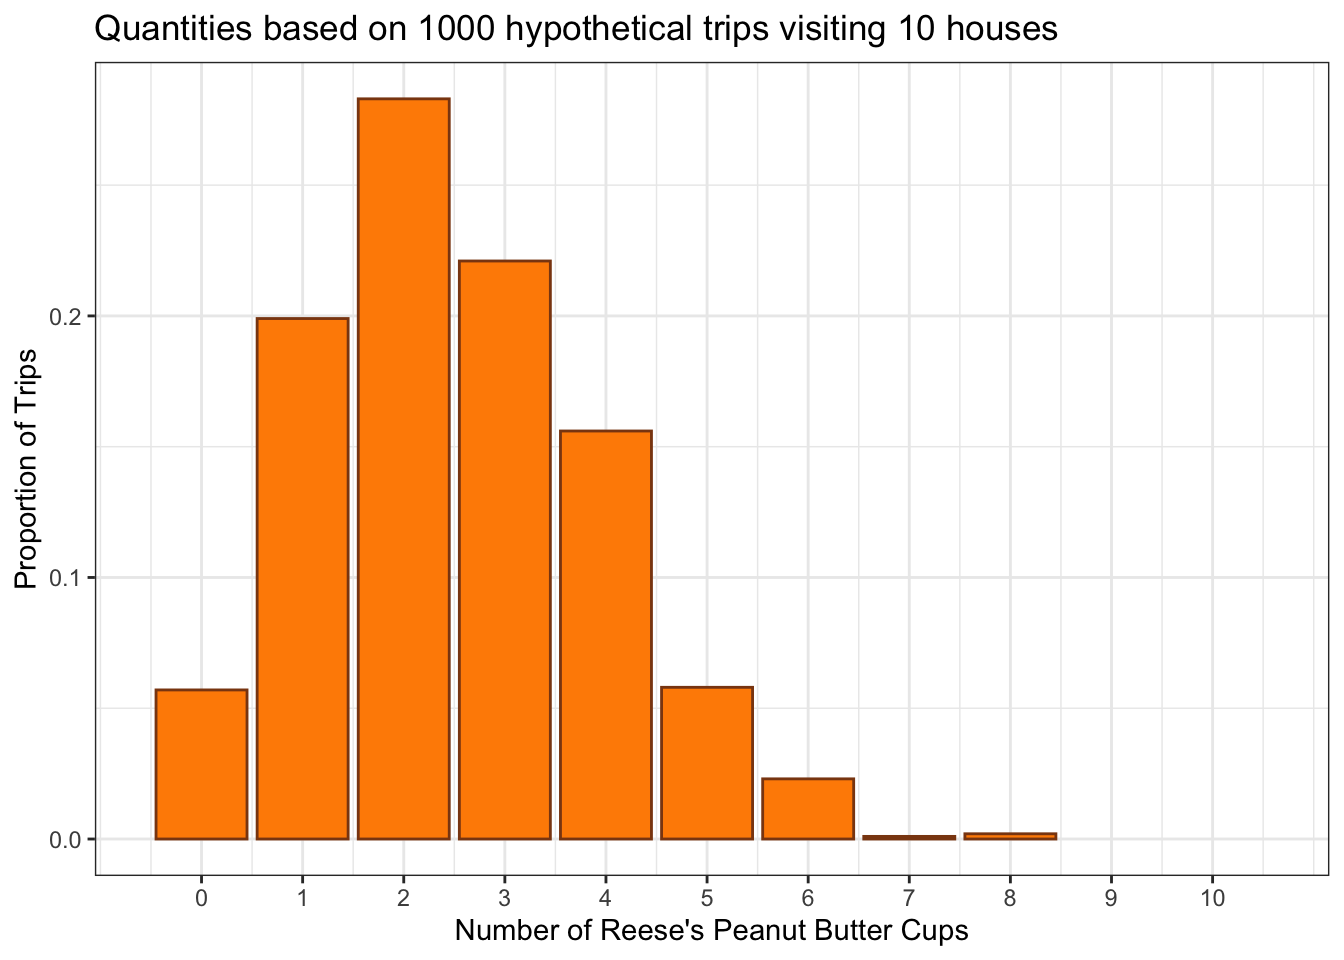 Quantities based on 1000 hypothetical trips visiting 10 houses
Proportion of Trips
0.2
0.1
0.0
0 1 2 3 4 5 6 7 8 9 10
Number of Reese's Peanut Butter Cups